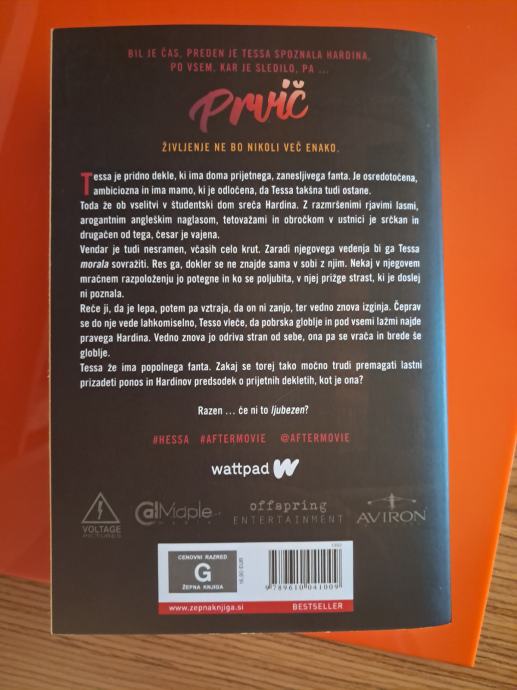 BIL JE ČAS, PREDEN JE TESSA SPOZNALA HARDINA.
PO VSEM, KAR JE SLEDILO, PA ...
Prvič
ŽIVLJENJE NE BO NIKOLI VEČ ENAKO.
Tessa je pridno dekle, ki ima doma prijetnega, zanesljivega fanta. Je osredotočena,
ambiciozna in ima mamo, ki je odločena, da Tessa takšna tudi ostane.
Toda že ob vselitvi v študentski dom sreča Hardina. Z razmršenimi rjavimi lasmi,
arogantnim angleškim naglasom, tetovažami in obročkom v ustnici je srčkan in
drugačen od tega, česar je vajena.
Vendar je tudi nesramen, včasih celo krut. Zaradi njegovega vedenja bi ga Tessa
morala sovražiti. Res ga, dokler se ne znajde sama v sobi z njim. Nekaj v njegovem
mračnem razpoloženju jo potegne in ko se poljubita, v njej prižge strast, ki je doslej
ni poznala.
Reče ji, da je lepa, potem pa vztraja, da on ni zanjo, ter vedno znova izginja. Čeprav
se do nje vede lahkomiselno, Tesso vleče, da pobrska globlje in pod vsemi lažmi najde
pravega Hardina. Vedno znova jo odriva stran od sebe, ona pa se vrača in brede še
globlje.
Tessa že ima popolnega fanta. Zakaj se torej tako močno trudi premagati lastni
prizadeti ponos in Hardinov predsodek o prijetnih dekletih, kot je ona?
Razen ... če ni to ljubezen?
#HESSA #AFTERMOVIE @AFTERMOVIE
wattpad
VOLTAGE
PICTURES
CalMaple
offspring
ENTERTAINMENT
AVIRON
CENOVNI RAZRED
G
ŽEPNA KNJIGA
9 789610 041009
www.zepnaknjiga.si
BESTSELLER